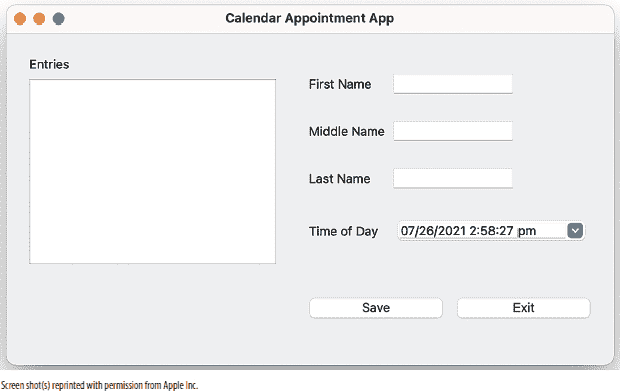 Calendar Appointment App
Entries
First Name
Middle Name
Last Name
Time of Day 07/26/2021 2:58:27 pm
Save Exit
Screen shot(s) reprinted with permission from Apple Inc.